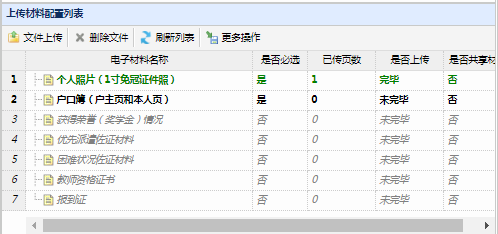 上传材料配置列表
文件上传 删除文件 刷新列表 更多操作
电子材料名称 是否必选 已传页数 是否上传 是否共享材
1 个人照片（1寸免冠证件照） 是 1 完毕 否
2 户口簿（户主页和本人页） 是 0 未完毕 否
3 获得荣誉（奖学金）情况 否 0 未完毕 否
4 优先派遣佐证材料 否 0 未完毕 否
5 困难状况佐证材料 否 0 未完毕 否
6 教师资格证书 否 0 未完毕 否
7 报到证 否 0 未完毕 否